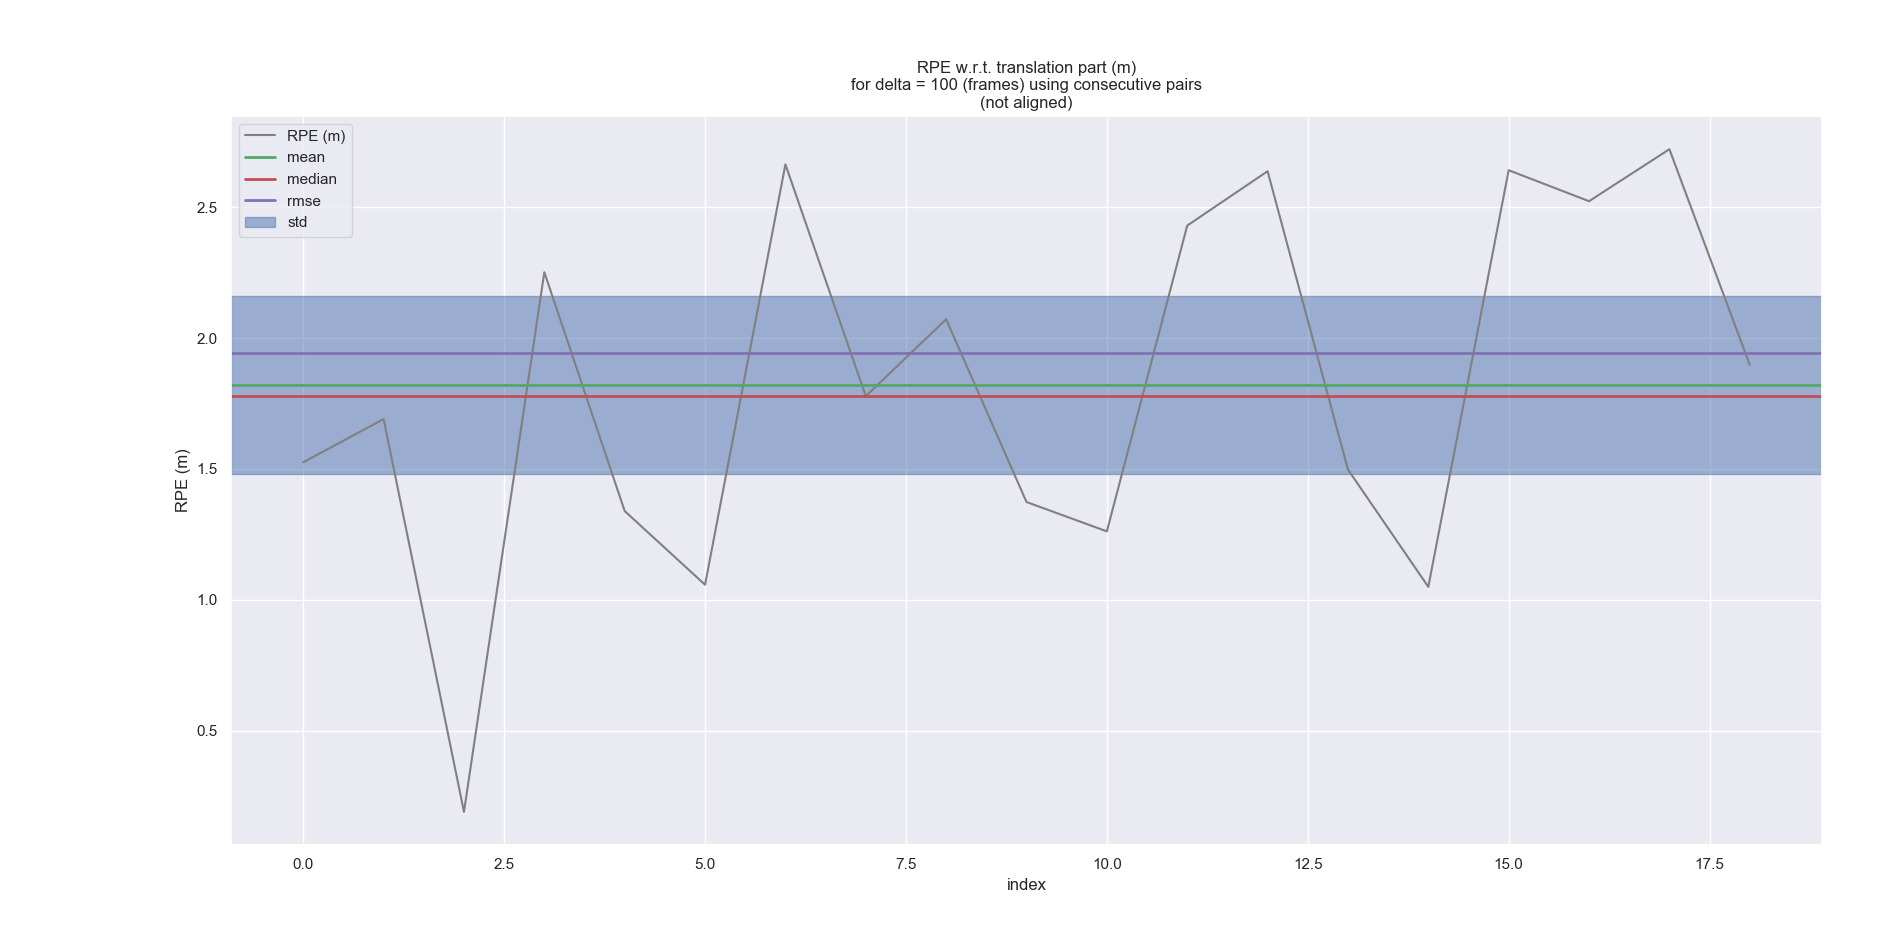 RPE w.r.t. translation part (m)
for delta = 100 (frames) using consecutive pairs
(not aligned)
RPE (m)
mean
median
rmse
std
2.5
2.0
1.5
1.0
0.5
RPE (m)
0.0
2.5
5.0
7.5
10.0
12.5
15.0
17.5
index